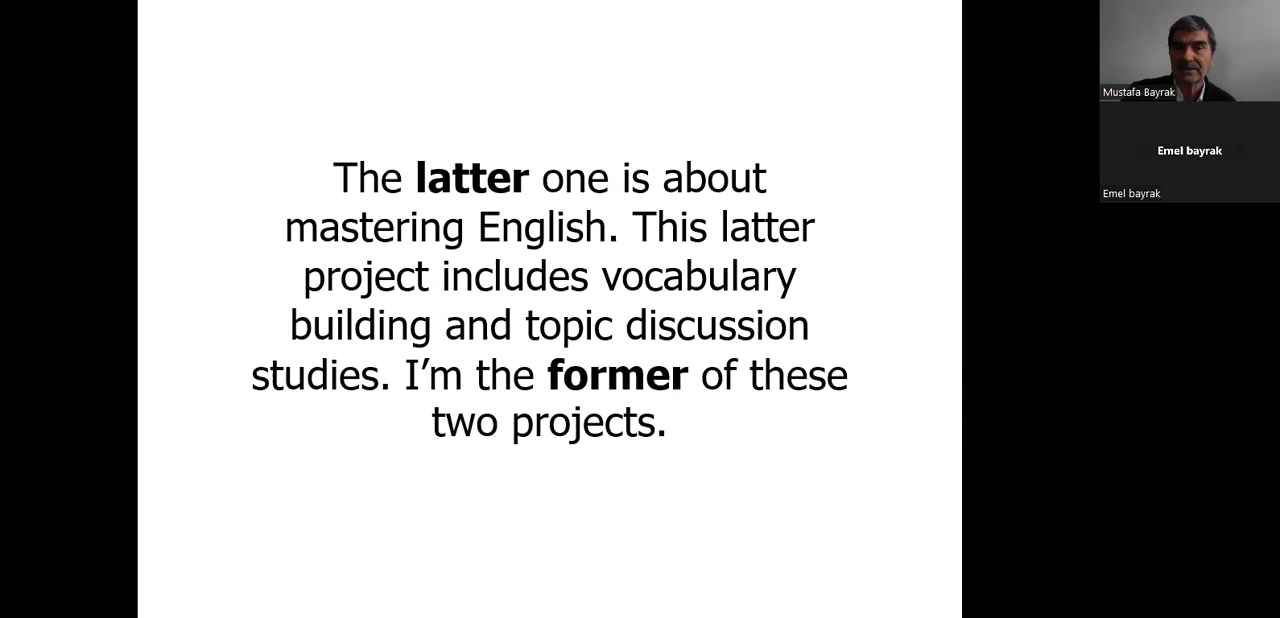 The latter one is about
mastering English. This latter
project includes vocabulary
building and topic discussion
studies. I’m the former of these
two projects.
Mustafa Bayrak
Emel bayrak
Emel bayrak